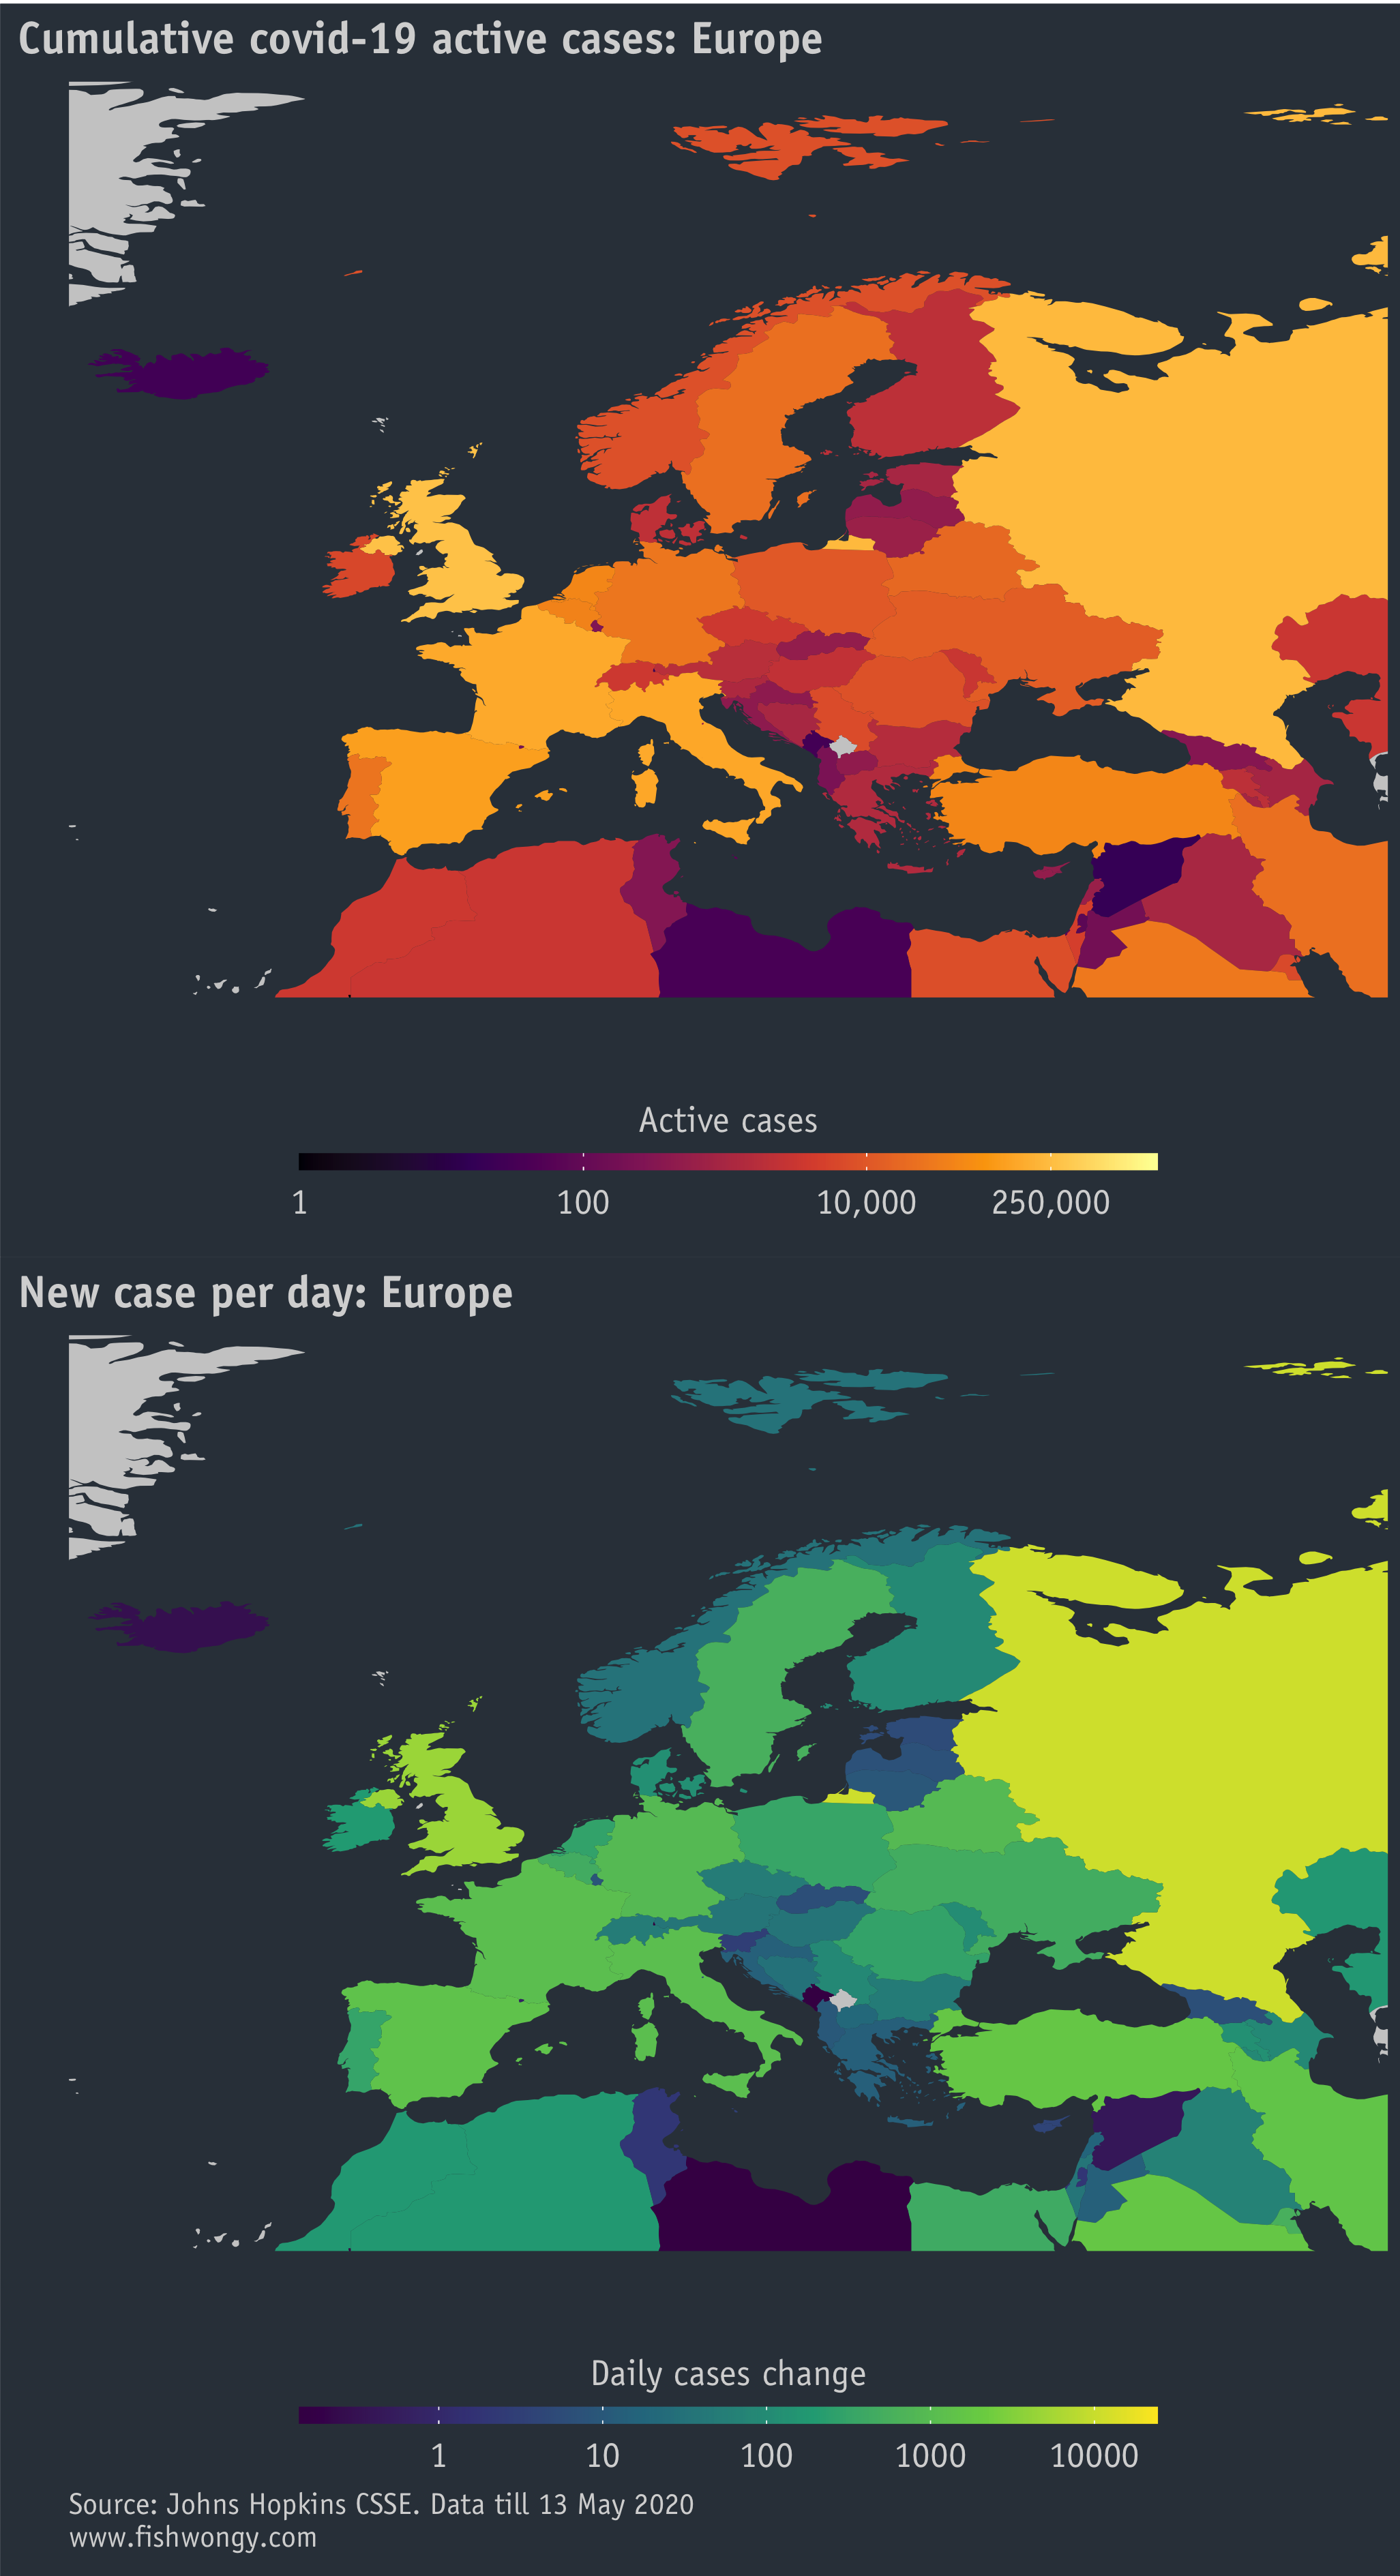 Cumulative covid-19 active cases: Europe
Active cases
1 100 10,000 250,000
New case per day: Europe
Daily cases change
1 10 100 1000 10000
Source: Johns Hopkins CSSE. Data till 13 May 2020
www.fishwongy.com